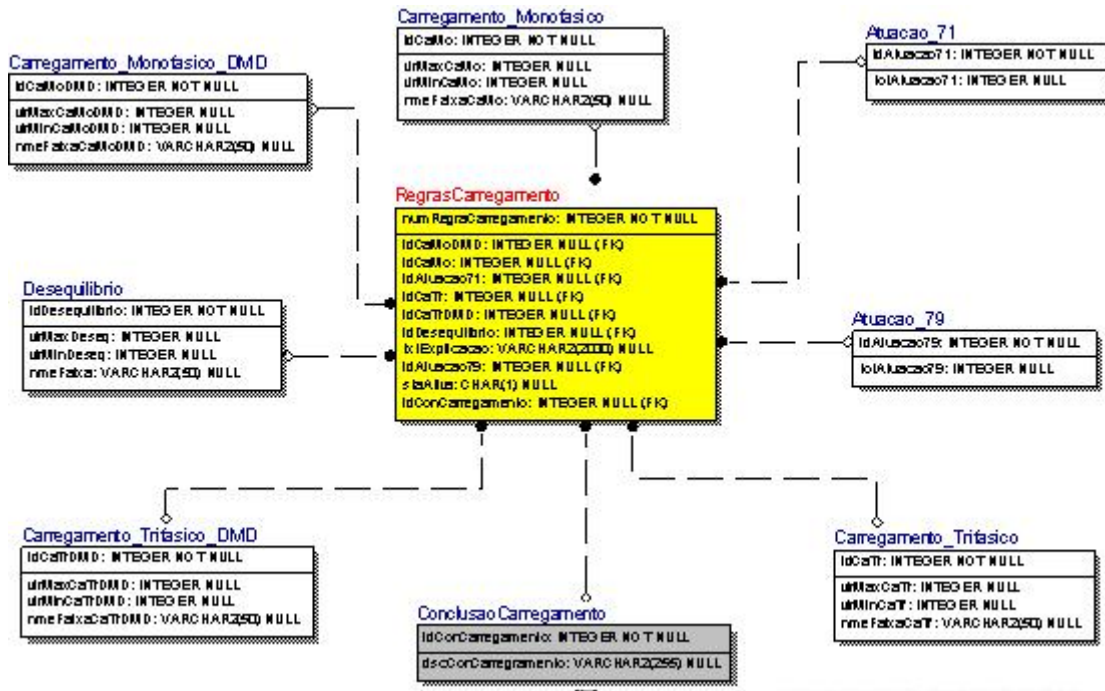 Carregamento_Monofasico
IdCaMo: INTEGER NOT NULL
vlrMaxCaMo: INTEGER NULL
vlrMinCaMo: INTEGER NULL
nmeFaixaCaMo: VARCHAR2(50) NULL
Atuacao_71
IdAtuacao71: INTEGER NOT NULL
totAtuacao71: INTEGER NULL
Carregamento_Monofasico_DMD
IdCaMoDMD: INTEGER NOT NULL
vlrMaxCaMoDMD: INTEGER NULL
vlrMinCaMoDMD: INTEGER NULL
nmeFaixaCaMoDMD: VARCHAR2(50) NULL
RegrasCarregamento
numRegraCarregamento: INTEGER NOT NULL
IdCaMoDMD: INTEGER NULL (FK)
IdCaMo: INTEGER NULL (FK)
IdAtuacao71: INTEGER NULL (FK)
IdCaTr: INTEGER NULL (FK)
IdCaTrDMD: INTEGER NULL (FK)
IdDesequilibrio: INTEGER NULL (FK)
txtExplicacao: VARCHAR2(2000) NULL
IdAtuacao79: INTEGER NULL (FK)
staAtiva: CHAR(1) NULL
IdConCarregamento: INTEGER NULL (FK)
Desequilibrio
IdDesequilibrio: INTEGER NOT NULL
vlrMaxDeseq: INTEGER NULL
vlrMinDeseq: INTEGER NULL
nmeFaixa: VARCHAR2(50) NULL
Atuacao_79
IdAtuacao79: INTEGER NOT NULL
totAtuacao79: INTEGER NULL
Carregamento_Trifasico_DMD
IdCaTrDMD: INTEGER NOT NULL
vlrMaxCaTrDMD: INTEGER NULL
vlrMinCaTrDMD: INTEGER NULL
nmeFaixaCaTrDMD: VARCHAR2(50) NULL
ConclusaoCarregamento
IdConCarregamento: INTEGER NOT NULL
dscConCarregramento: VARCHAR2(255) NULL
Carregamento_Trifasico
IdCaTr: INTEGER NOT NULL
vlrMaxCaTr: INTEGER NULL
vlrMinCaTr: INTEGER NULL
nmeFaixaCaTr: VARCHAR2(50) NULL